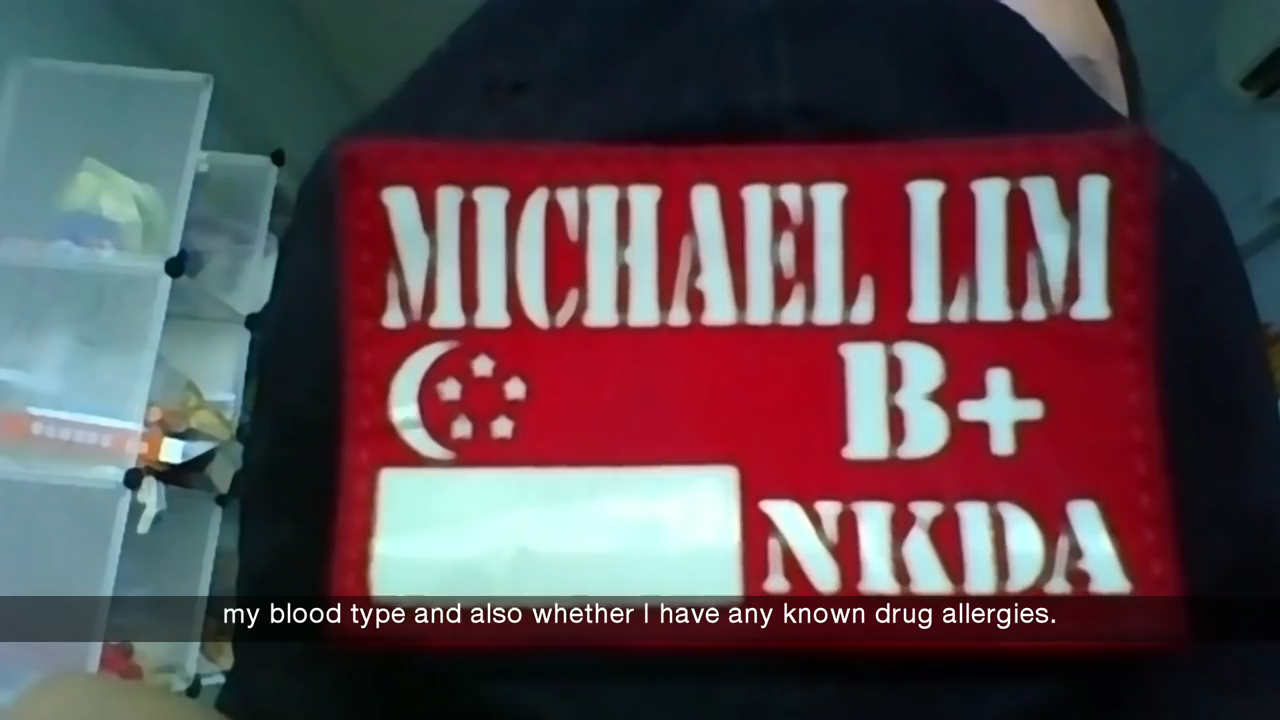 MICHAEL LIM
B+
NKDA
my blood type and also whether I have any known drug allergies.